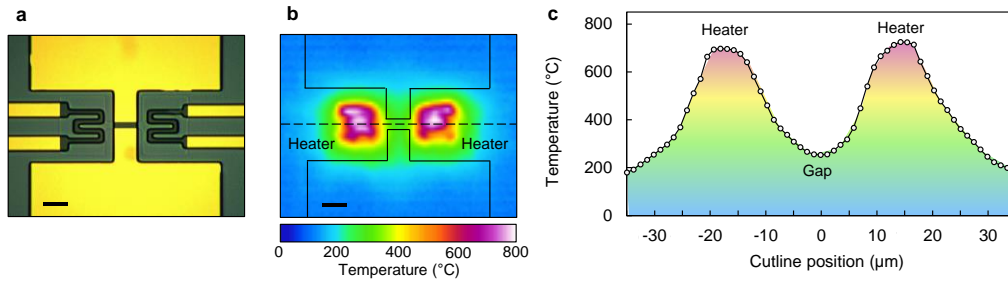 a
b
Heater
Heater
0
200
400
600
800
Temperature (°C)
c
800
600
400
200
0
Temperature (°C)
Heater
Heater
Gap
-30
-20
-10
0
10
20
30
Cutline position (μm)